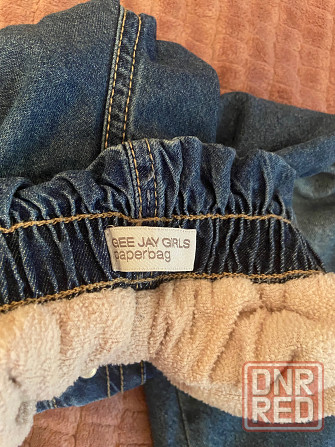 GEE JAY GIRLS
paperbag
DNR
RED